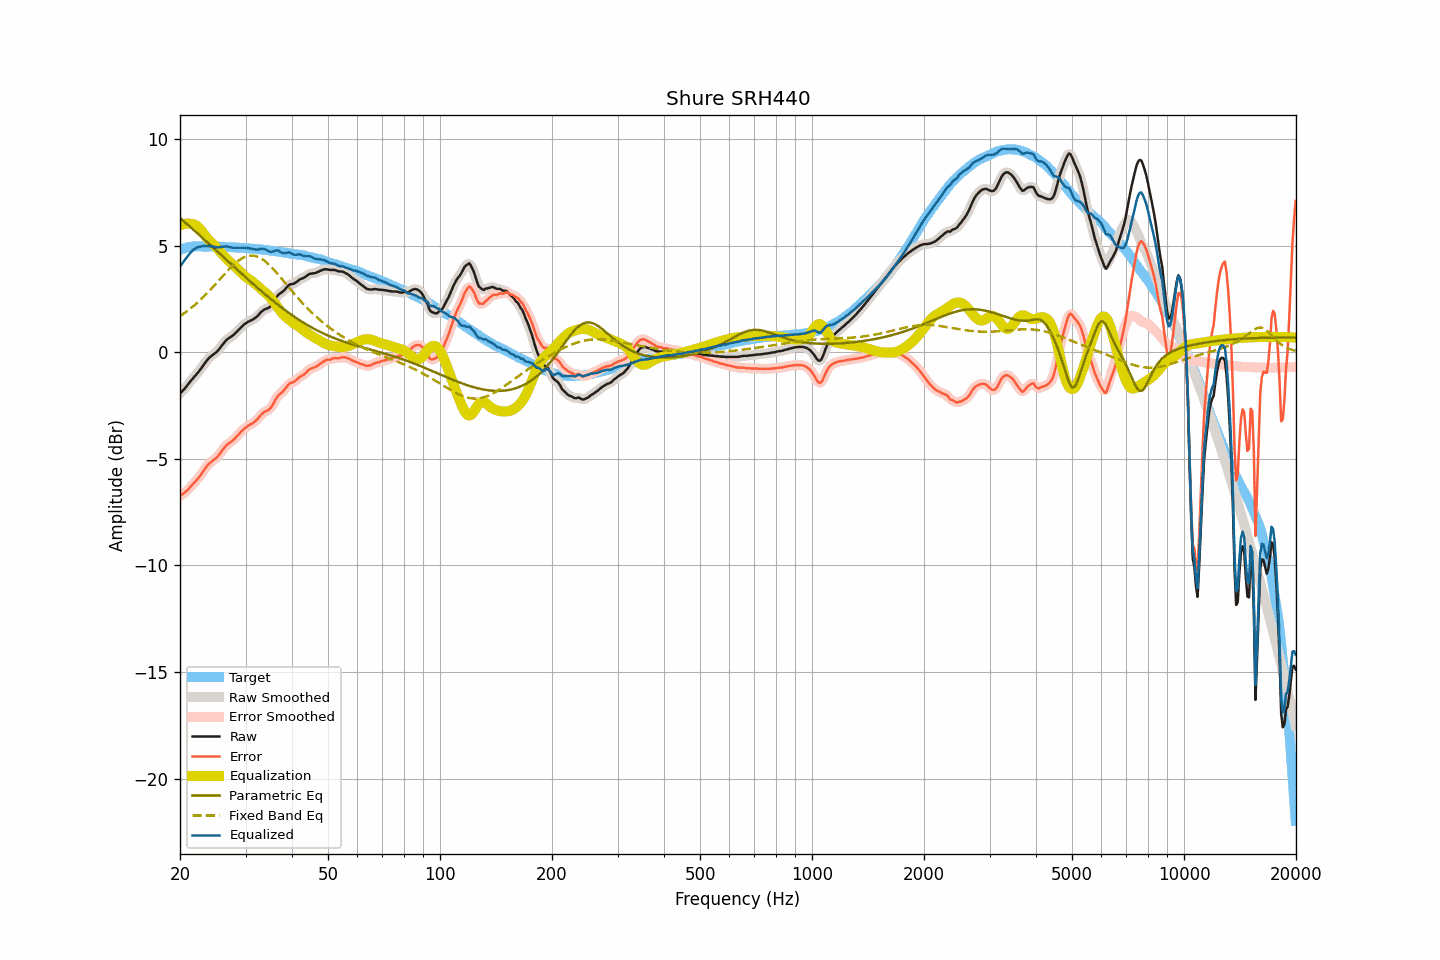 Shure SRH440
10
5
0
−5
−10
−15
−20
Amplitude (dBr)
Target
Raw Smoothed
Error Smoothed
Raw
Error
Equalization
Parametric Eq
Fixed Band Eq
Equalized
20 50 100 200 500 1000 2000 5000 10000 20000
Frequency (Hz)